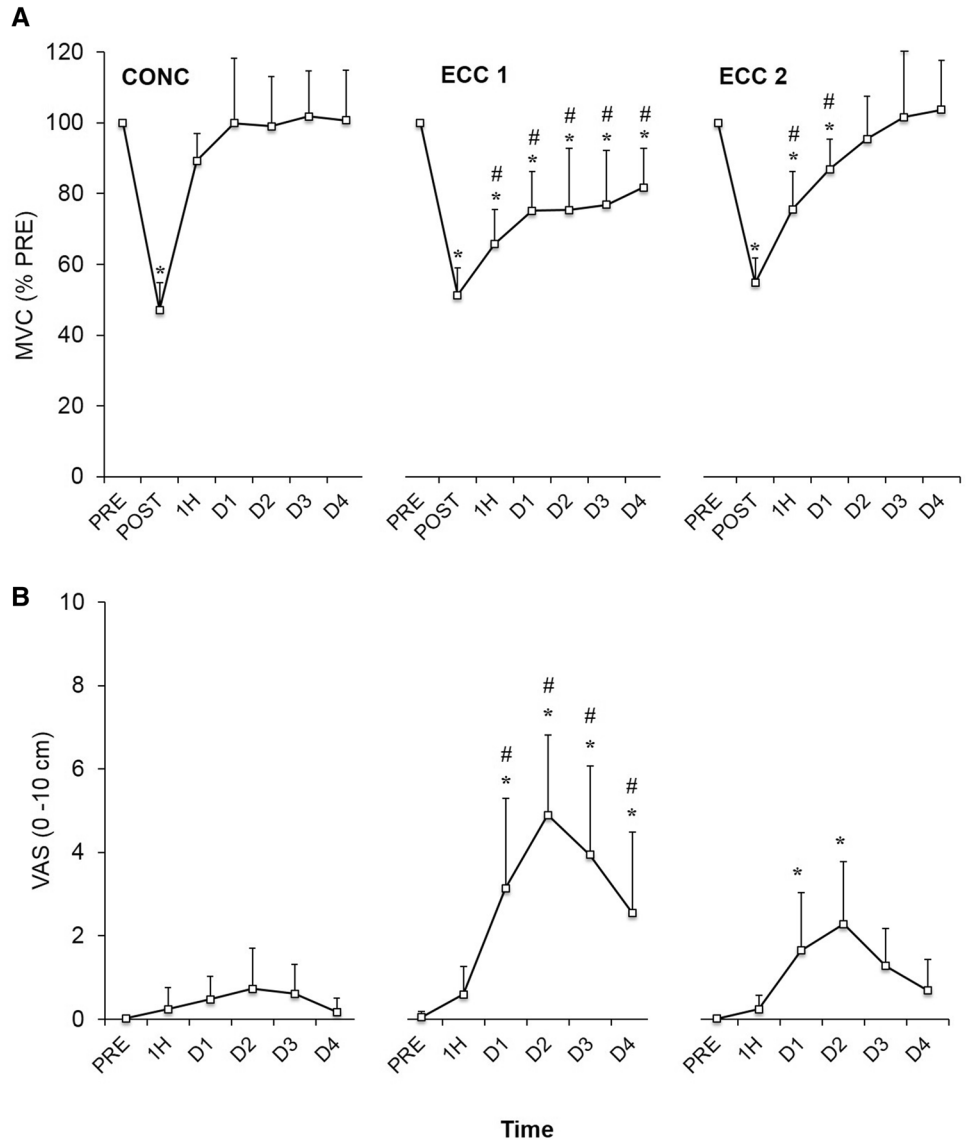 A
MVC (% PRE)
120
100
80
60
40
20
0
CONC
*
PRE POST 1H D1 D2 D3 D4
ECC 1
# # # # #
* * * * * *
PRE POST 1H D1 D2 D3 D4
ECC 2
# #
* * *
PRE POST 1H D1 D2 D3 D4
B
VAS (0 -10 cm)
10
8
6
4
2
0
PRE 1H D1 D2 D3 D4
# # # #
* * * *
PRE 1H D1 D2 D3 D4
* *
PRE 1H D1 D2 D3 D4
Time